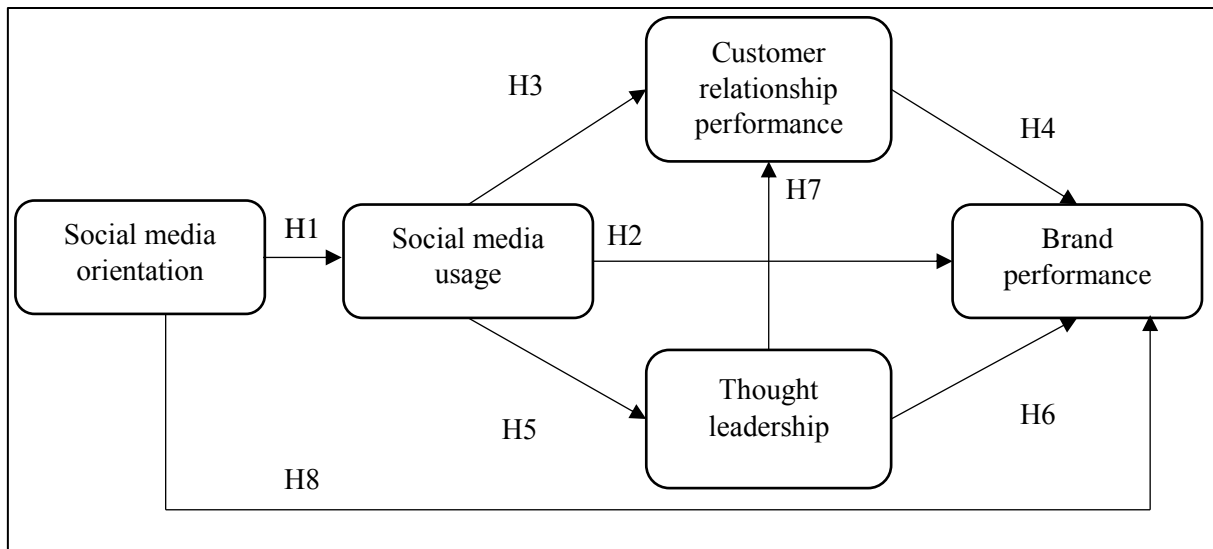 Customer
relationship
performance
H3
H4
H7
Social media
orientation
H1
Social media
usage
H2
Brand
performance
Thought
leadership
H5
H6
H8